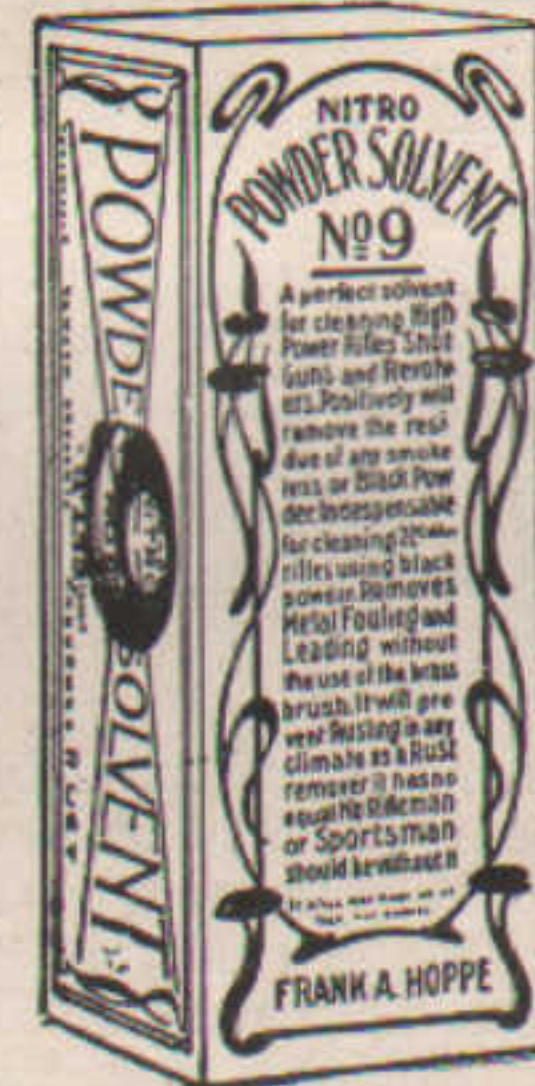 NITRO
POWDER SOLVENT
No 9
A perfect solvent
for cleaning High
Power Rifles Shot
Guns and Revolv-
ers. Positively will
remove the resi
due of any smoke
less or Black Pow
der. Indespensable
for cleaning 22
rifles using black
powder. Removes
Metal Fouling and
Leading without
the use of the brass
brush. It will pre
vent Rusting in any
climate as a Rust
remover it has no
equal No Rifleman
or Sportsman
should be without it
FRANK A. HOPPE
POWDE
SOLVENT